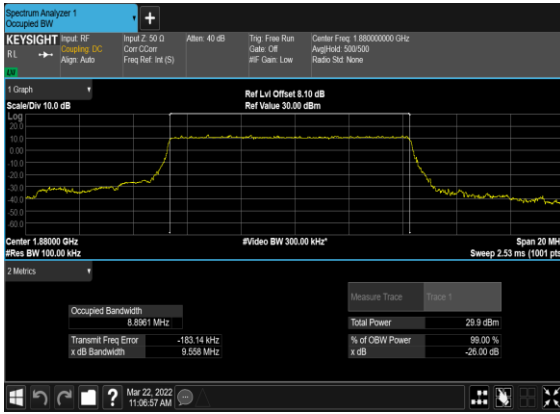 Spectrum Analyzer 1
Occupied BW
KEYSIGHT Input: RF Input Z: 50 Ω Atten: 40 dB Trig: Free Run Center Freq: 1.880000000 GHz
RL Coupling: DC Corr CCorr Gate: Off Avg|Hold: 500/500
Align: Auto Freq Ref: Int (S) #IF Gain: Low Radio Std: None
1 Graph
Scale/Div 10.0 dB Ref Lvl Offset 8.10 dB
Ref Value 30.00 dBm
Log
20.0
10.0
0.00
-10.0
-20.0
-30.0
-40.0
-50.0
-60.0
Center 1.88000 GHz #Video BW 300.00 kHz* Span 20 MH
#Res BW 100.00 kHz Sweep 2.53 ms (1001 pts
2 Metrics
Measure Trace Trace 1
Occupied Bandwidth
8.8961 MHz Total Power 29.9 dBm
Transmit Freq Error -183.14 kHz % of OBW Power 99.00 %
x dB Bandwidth 9.558 MHz x dB -26.00 dB
Mar 22, 2022
11:06:57 AM